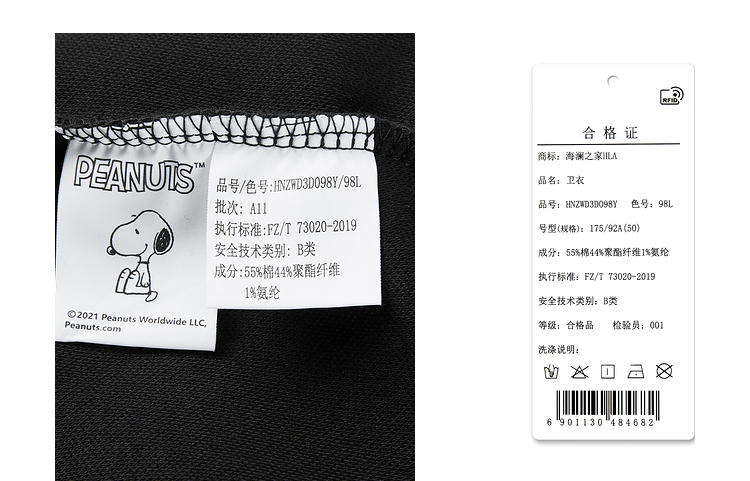 PEANUTS™
©2021 Peanuts Worldwide LLC,
Peanuts.com
品号/色号:HNZWD3D098Y/98L
批次: A11
执行标准:FZ/T 73020-2019
安全技术类别: B类
成分:55%棉44%聚酯纤维
1%氨纶
RFID
合格证
商标: 海澜之家HLA
品名: 卫衣
品号: HNZWD3D098Y 色号: 98L
号型(规格): 175/92A(50)
成分: 55%棉44%聚酯纤维1%氨纶
执行标准: FZ/T 73020-2019
安全技术类别: B类
等级: 合格品 检验员: 001
洗涤说明:
6 901130 484682